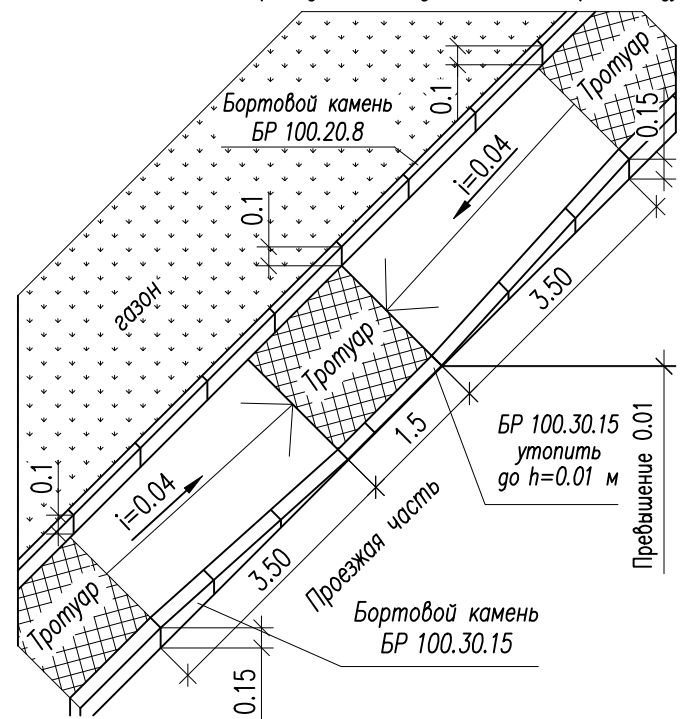 Тротуар
0.1
0.15
Бортовой камень
БР 100.20.8
i=0.04
0.1
3.50
газон
Тротуар
1.5
БР 100.30.15
утопить
до h=0.01 м
Превышение 0.01
0.1
i=0.04
Проезжая часть
3.50
Тротуар
Бортовой камень
БР 100.30.15
0.15